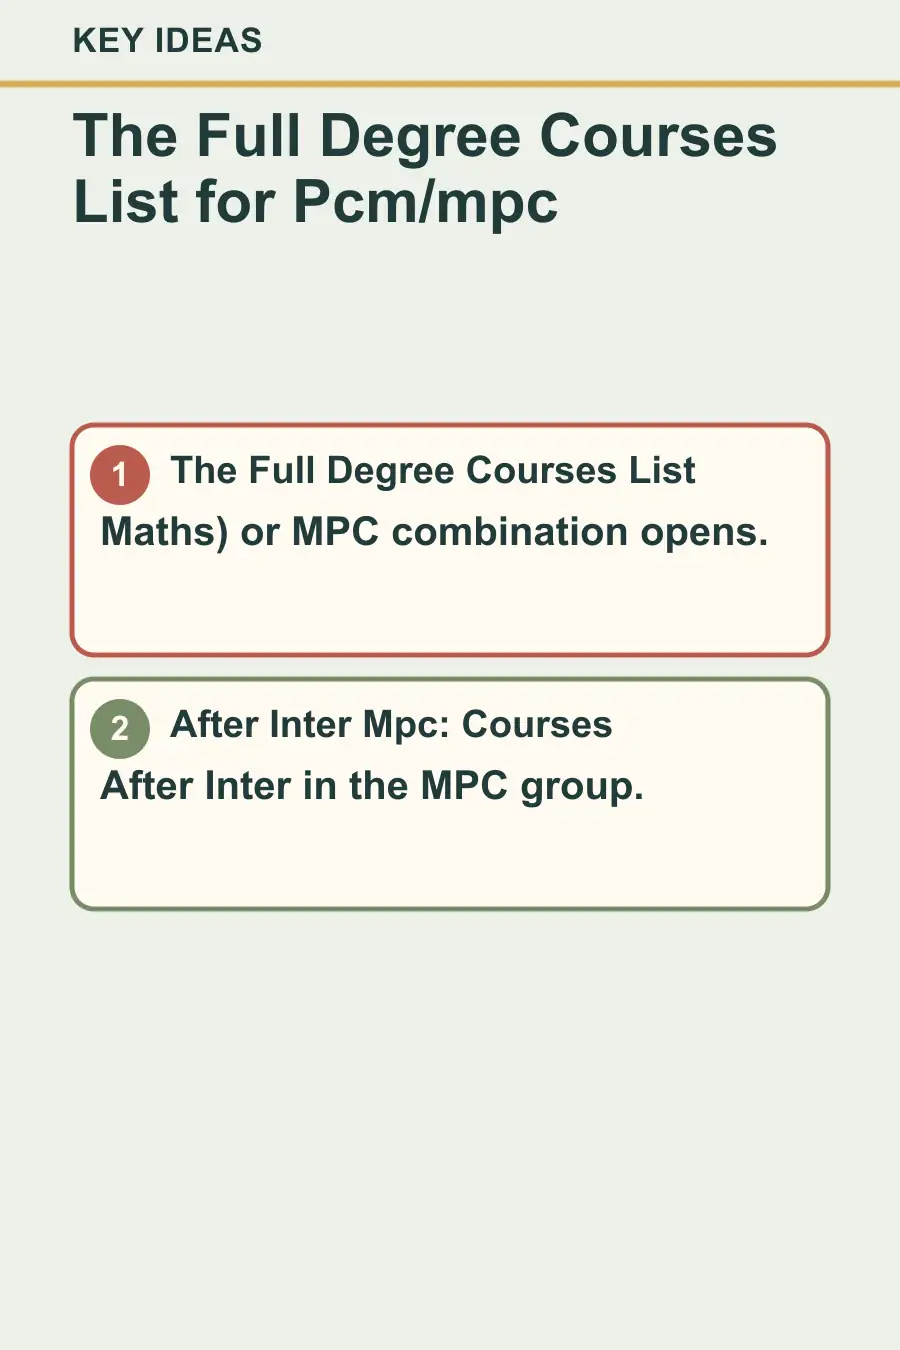 KEY IDEAS
The Full Degree Courses
List for Pcm/mpc
1 The Full Degree Courses List
Maths) or MPC combination opens.
2 After Inter Mpc: Courses
After Inter in the MPC group.